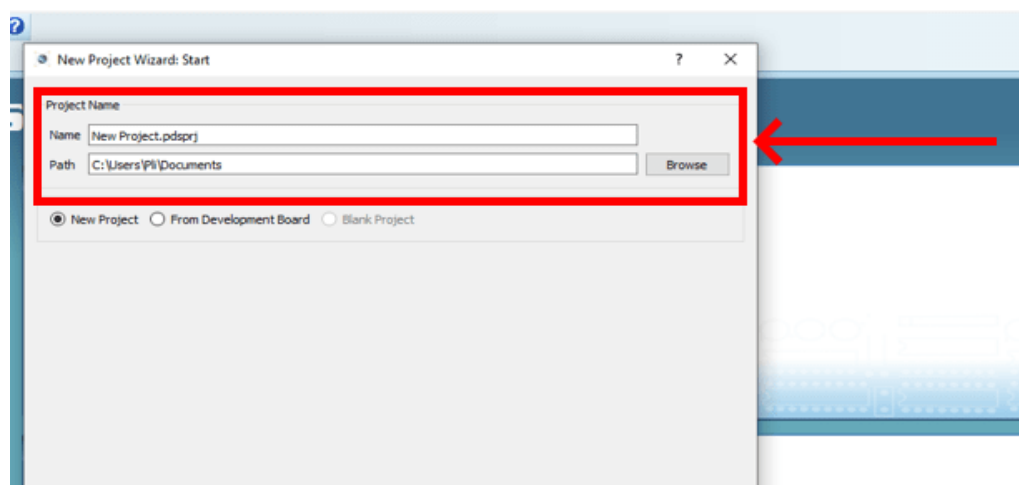 New Project Wizard: Start
Project Name
Name New Project.pdsprj
Path C:\Users\Pli\Documents Browse
New Project From Development Board Blank Project